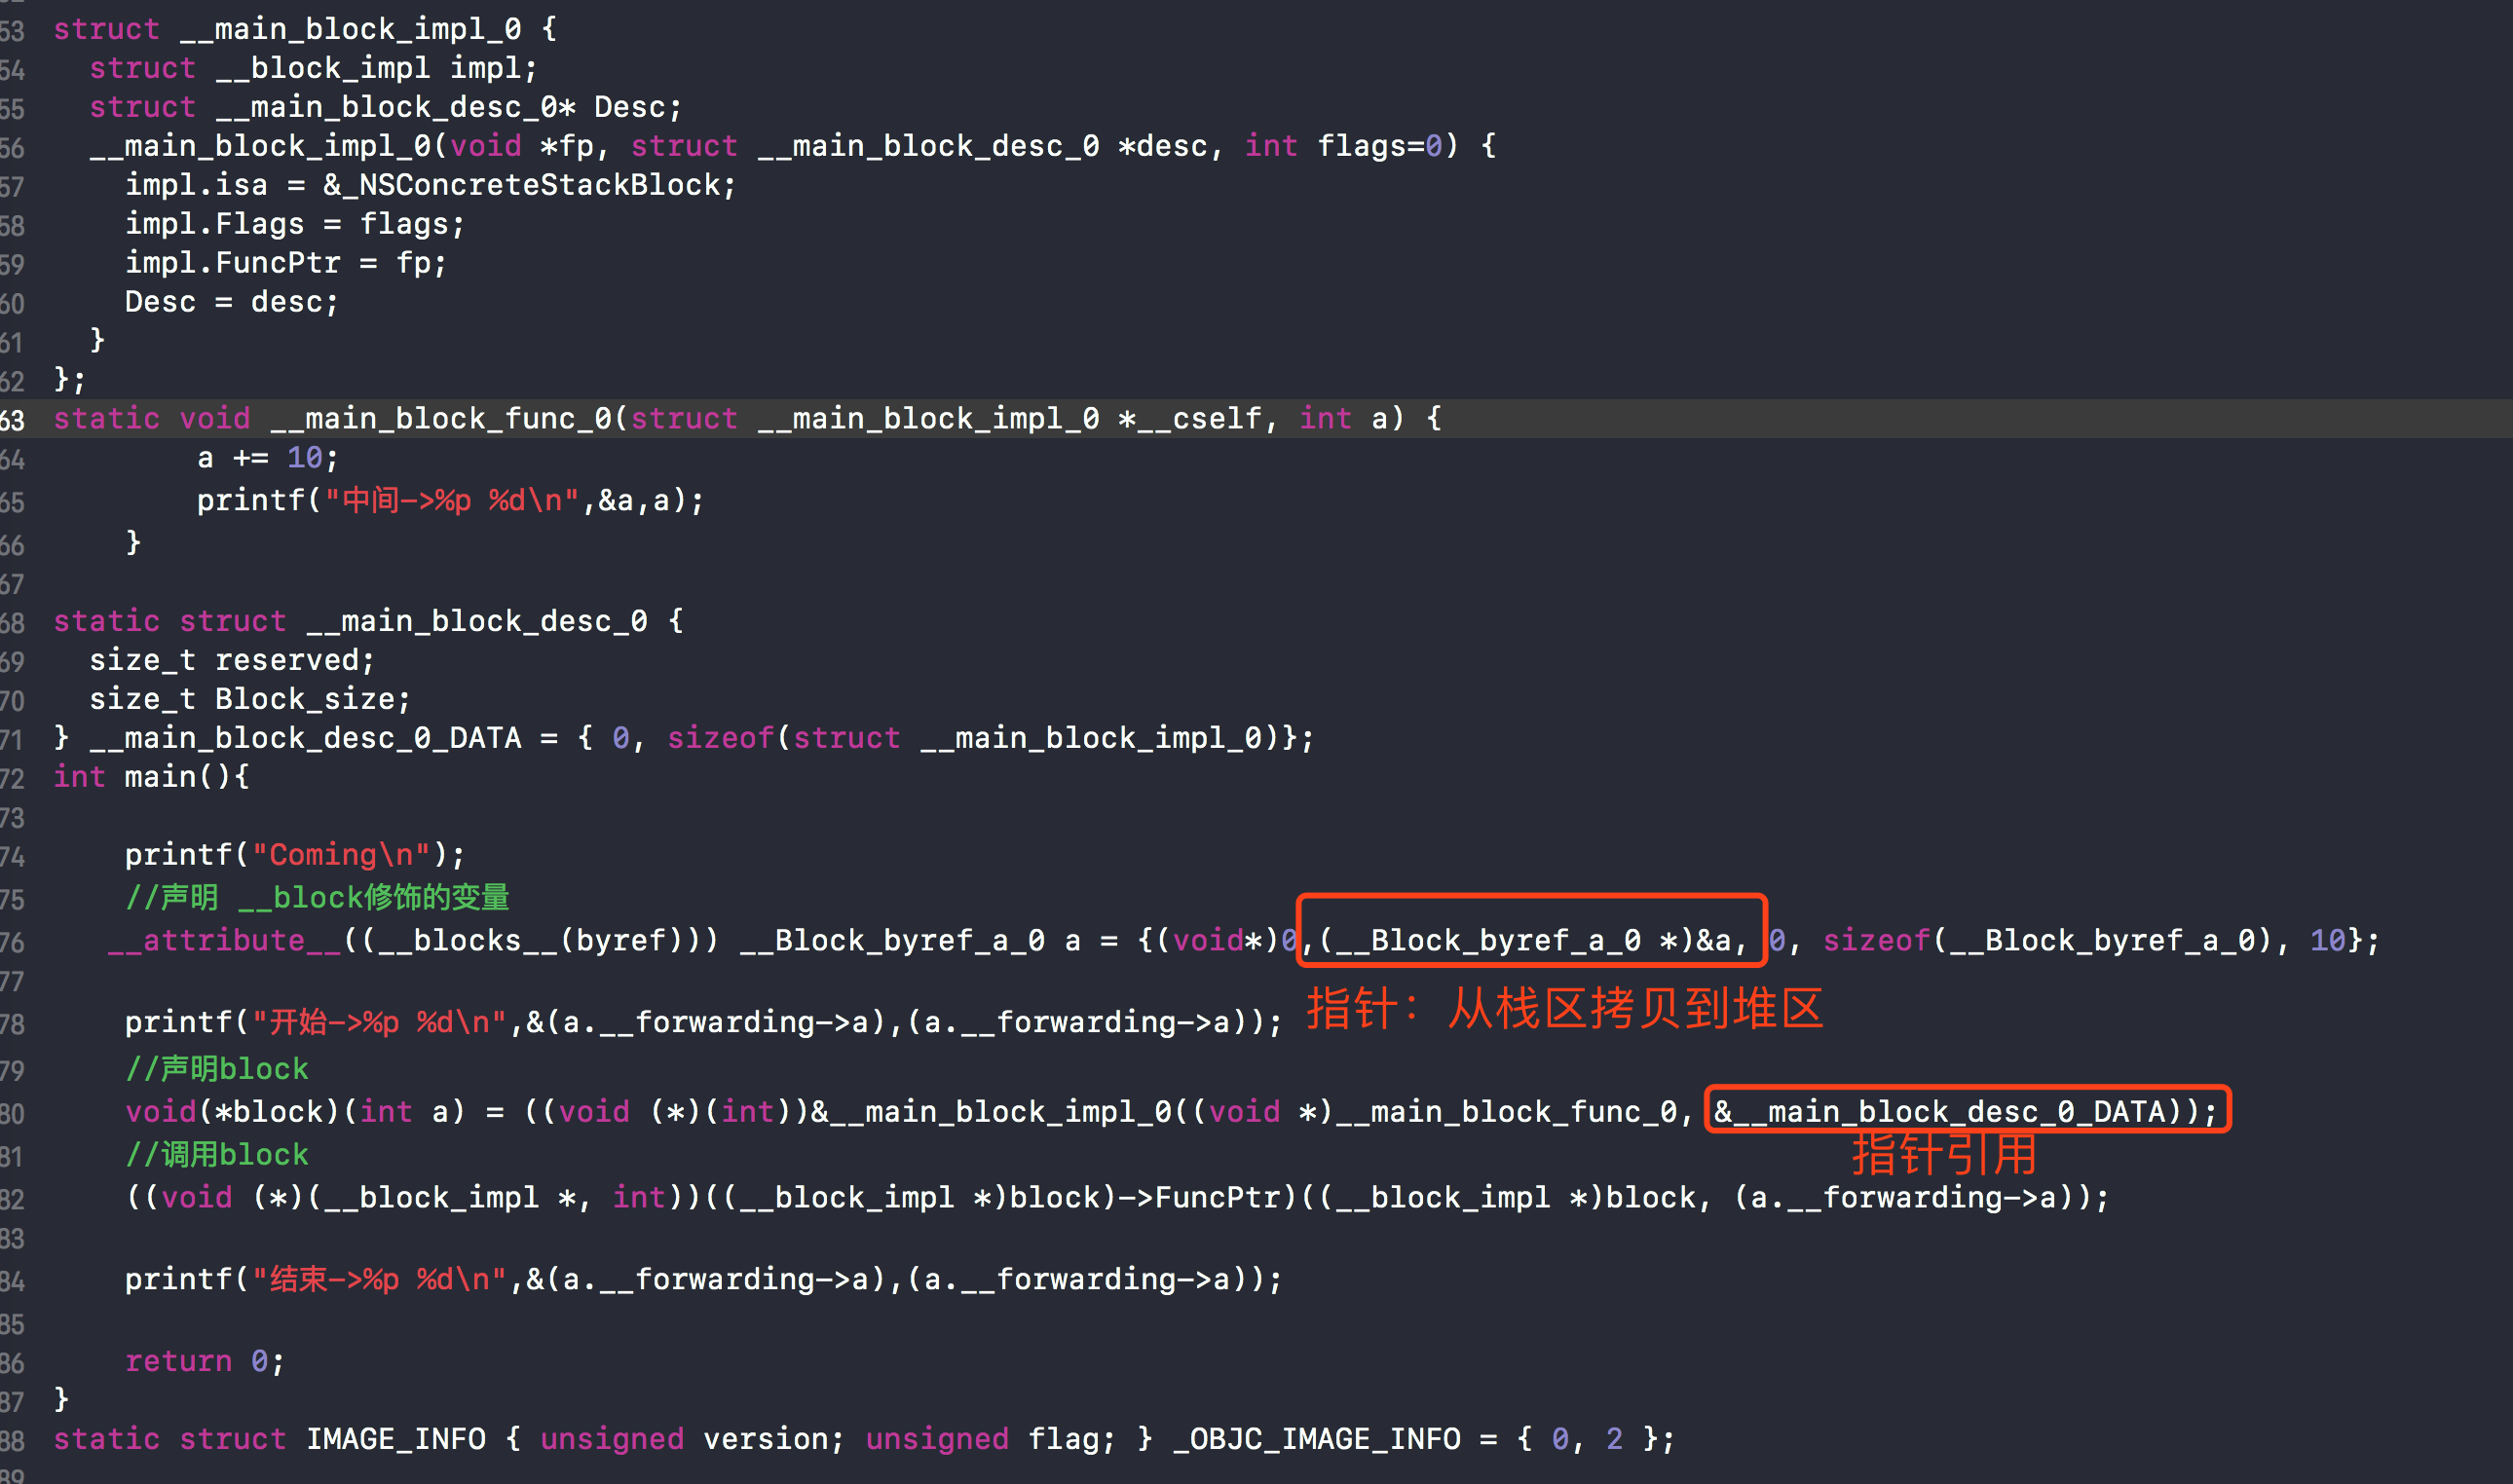 53 struct __main_block_impl_0 {
54   struct __block_impl impl;
55   struct __main_block_desc_0* Desc;
56   __main_block_impl_0(void *fp, struct __main_block_desc_0 *desc, int flags=0) {
57     impl.isa = &_NSConcreteStackBlock;
58     impl.Flags = flags;
59     impl.FuncPtr = fp;
60     Desc = desc;
61   }
62 };
63 static void __main_block_func_0(struct __main_block_impl_0 *__cself, int a) {
64         a += 10;
65         printf("中间->%p %d\n",&a,a);
66     }
67
68 static struct __main_block_desc_0 {
69   size_t reserved;
70   size_t Block_size;
71 } __main_block_desc_0_DATA = { 0, sizeof(struct __main_block_impl_0)};
72 int main(){
73
74     printf("Coming\n");
75     //声明 __block修饰的变量
76    __attribute__((__blocks__(byref))) __Block_byref_a_0 a = {(void*)0,(__Block_byref_a_0 *)&a, 0, sizeof(__Block_byref_a_0), 10};
77
指针：从栈区拷贝到堆区
78     printf("开始->%p %d\n",&(a.__forwarding->a),(a.__forwarding->a));
79     //声明block
80     void(*block)(int a) = ((void (*)(int))&__main_block_impl_0((void *)__main_block_func_0, &__main_block_desc_0_DATA));
指针引用
81     //调用block
82     ((void (*)(__block_impl *, int))((__block_impl *)block)->FuncPtr)((__block_impl *)block, (a.__forwarding->a));
83
84     printf("结束->%p %d\n",&(a.__forwarding->a),(a.__forwarding->a));
85
86     return 0;
87 }
88 static struct IMAGE_INFO { unsigned version; unsigned flag; } _OBJC_IMAGE_INFO = { 0, 2 };
89